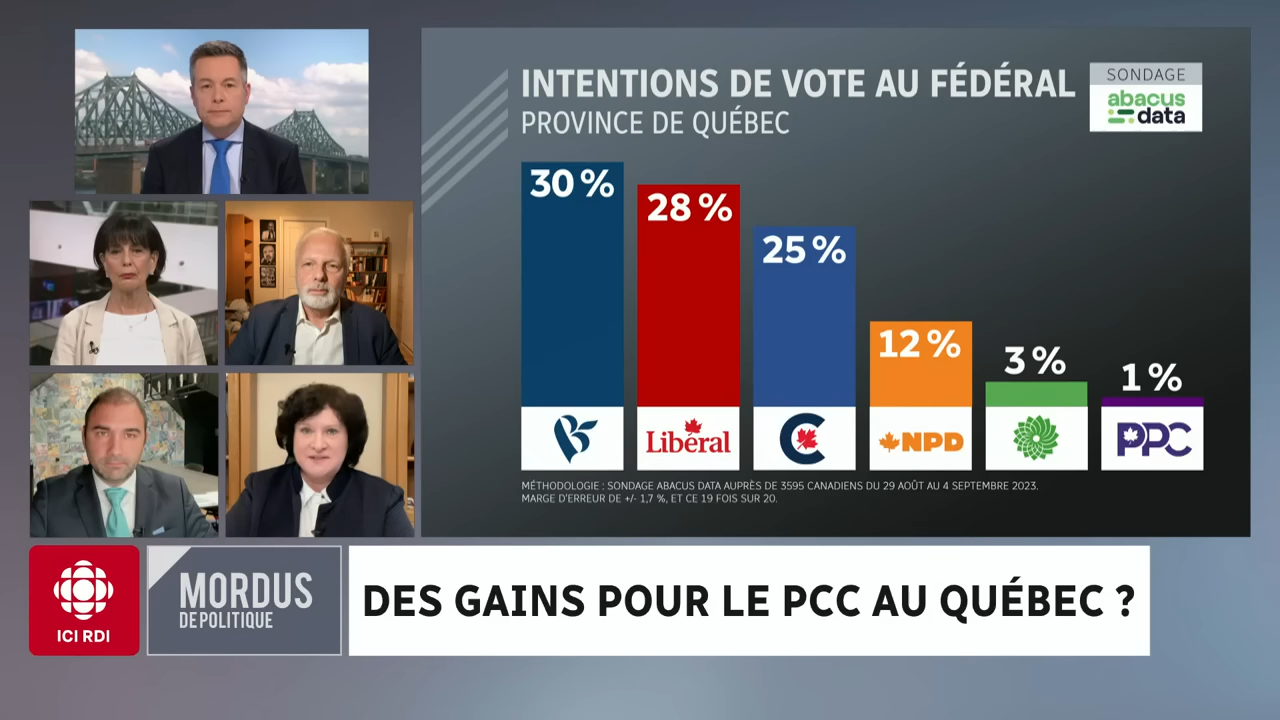 INTENTIONS DE VOTE AU FÉDÉRAL
PROVINCE DE QUÉBEC
SONDAGE
abacus
data
30 %
28 %
25 %
12 %
3 %
1 %
Libéral
C
NPD
PPC
MÉTHODOLOGIE : SONDAGE ABACUS DATA AUPRÈS DE 3595 CANADIENS DU 29 AOÛT AU 4 SEPTEMBRE 2023.
MARGE D'ERREUR DE +/- 1,7 %, ET CE 19 FOIS SUR 20.
ICI RDI
MORDUS
DE POLITIQUE
DES GAINS POUR LE PCC AU QUÉBEC ?